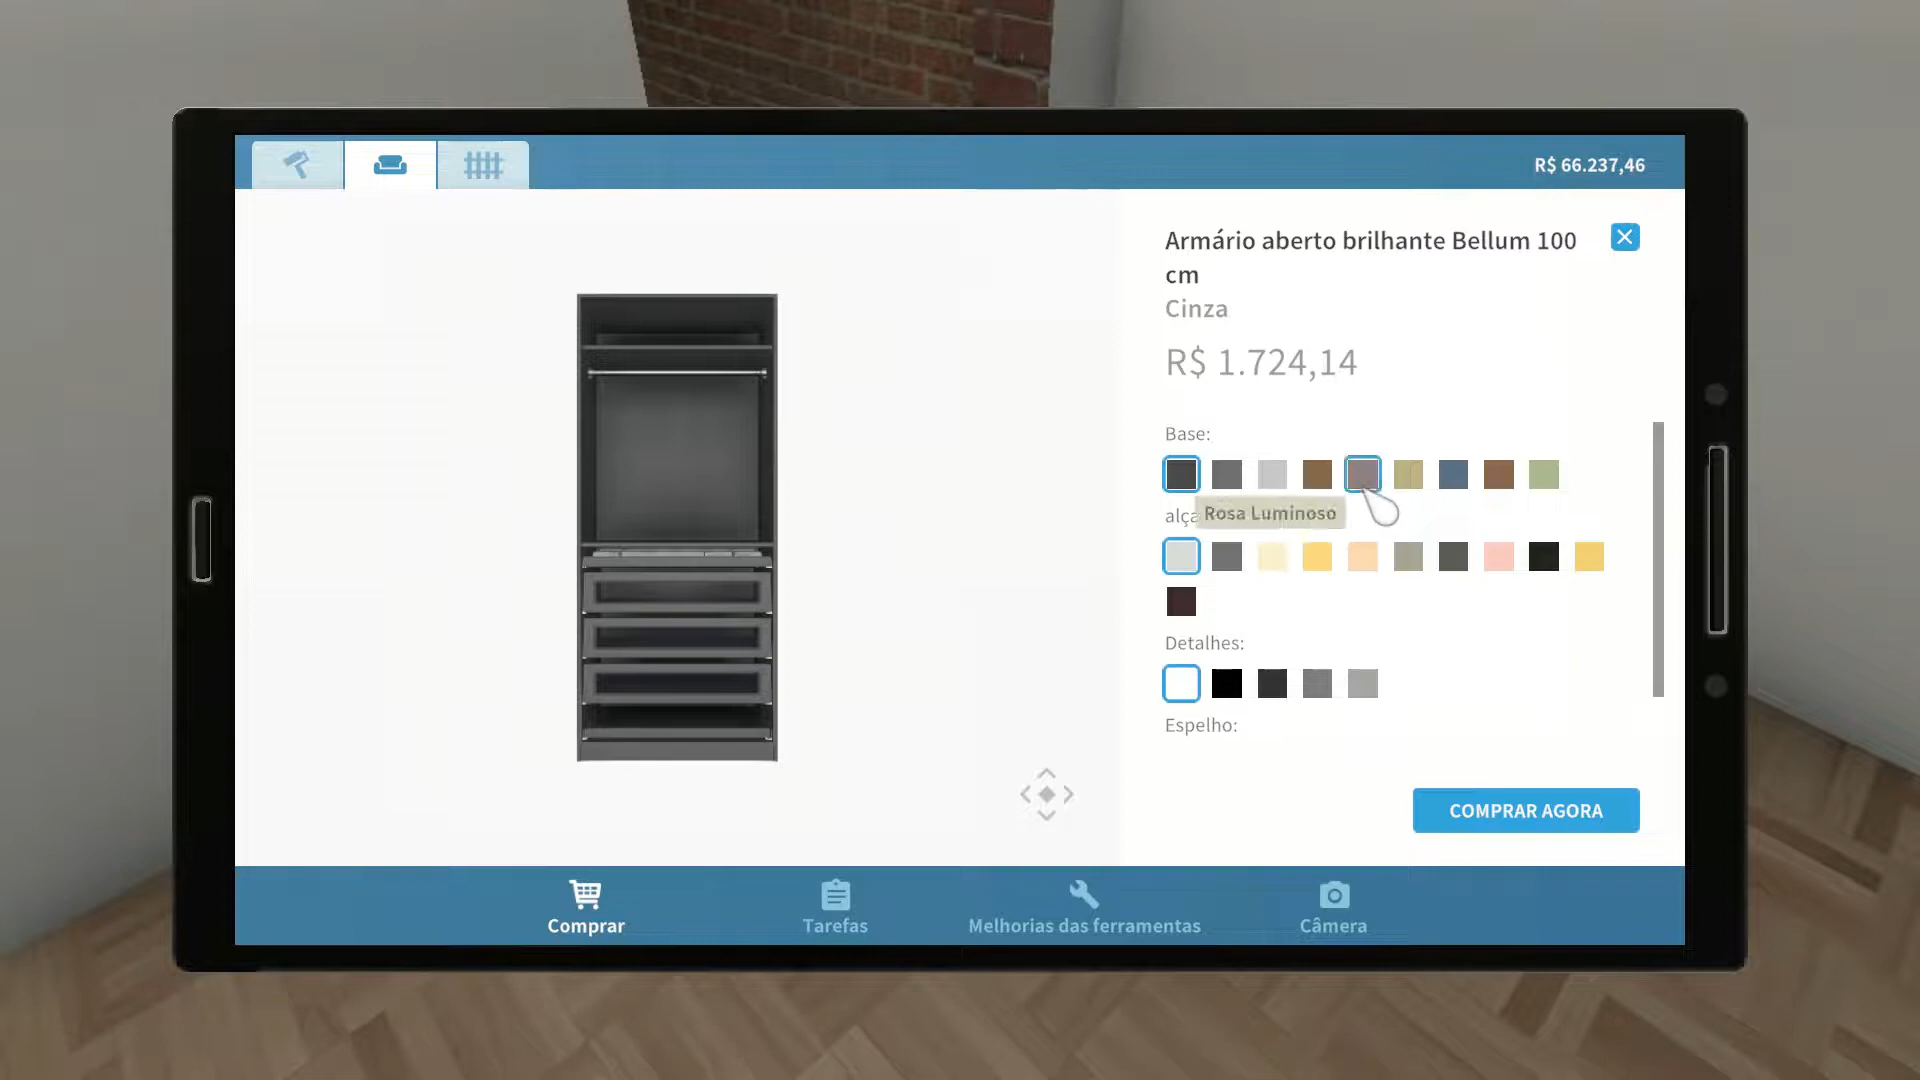 R$ 66.237,46
Armário aberto brilhante Bellum 100
cm
Cinza
R$ 1.724,14
Base:
Rosa Luminoso
Detalhes:
Espelho:
COMPRAR AGORA
Comprar
Tarefas
Melhorias das ferramentas
Câmera